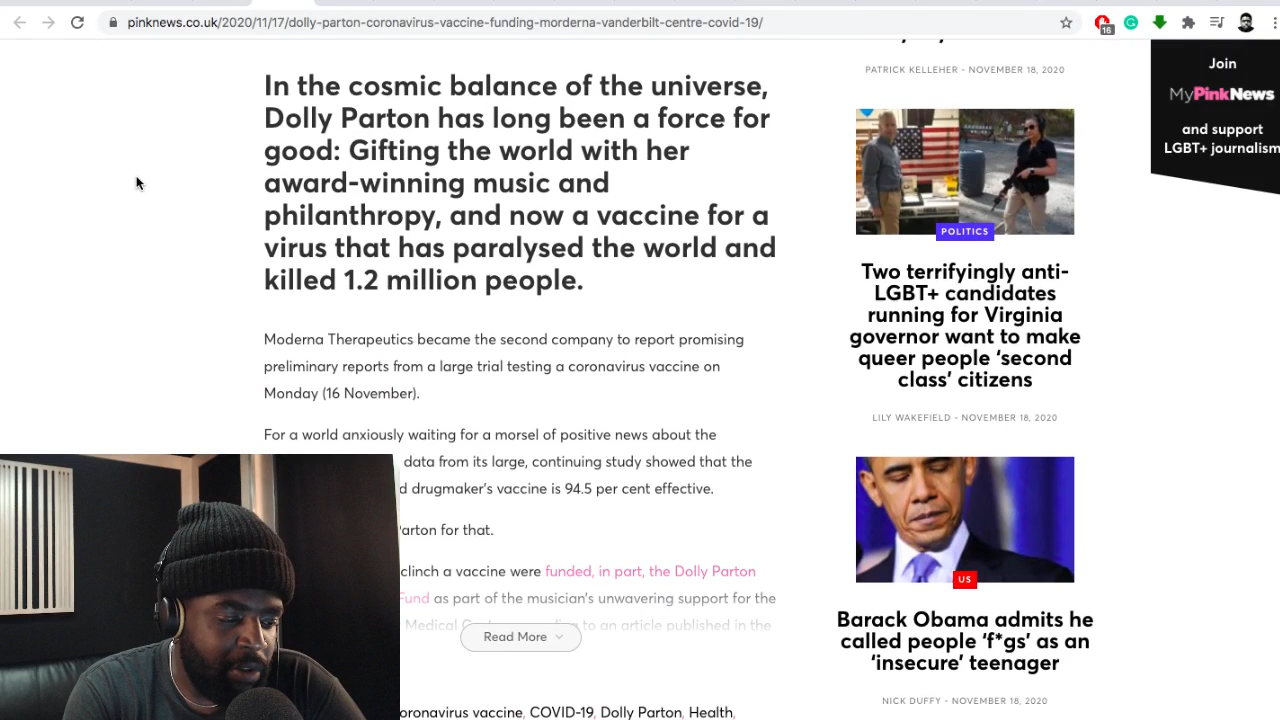 pinknews.co.uk/2020/11/17/dolly-parton-coronavirus-vaccine-funding-morderna-vanderbilt-centre-covid-19/
16
In the cosmic balance of the universe,
Dolly Parton has long been a force for
good: Gifting the world with her
award-winning music and
philanthropy, and now a vaccine for a
virus that has paralysed the world and
killed 1.2 million people.
Moderna Therapeutics became the second company to report promising
preliminary reports from a large trial testing a coronavirus vaccine on
Monday (16 November).
For a world anxiously waiting for a morsel of positive news about the
data from its large, continuing study showed that the
d drugmaker's vaccine is 94.5 per cent effective.
arton for that.
clinch a vaccine were funded, in part, the Dolly Parton
Fund as part of the musician's unwavering support for the
Medical to an article published in the
Read More
oronavirus vaccine, COVID-19, Dolly Parton, Health,
PATRICK KELLEHER - NOVEMBER 18, 2020
POLITICS
Two terrifyingly anti-
LGBT+ candidates
running for Virginia
governor want to make
queer people ‘second
class’ citizens
LILY WAKEFIELD - NOVEMBER 18, 2020
US
Barack Obama admits he
called people ‘f*gs’ as an
‘insecure’ teenager
NICK DUFFY - NOVEMBER 18, 2020
Join
MyPinkNews
and support
LGBT+ journalism